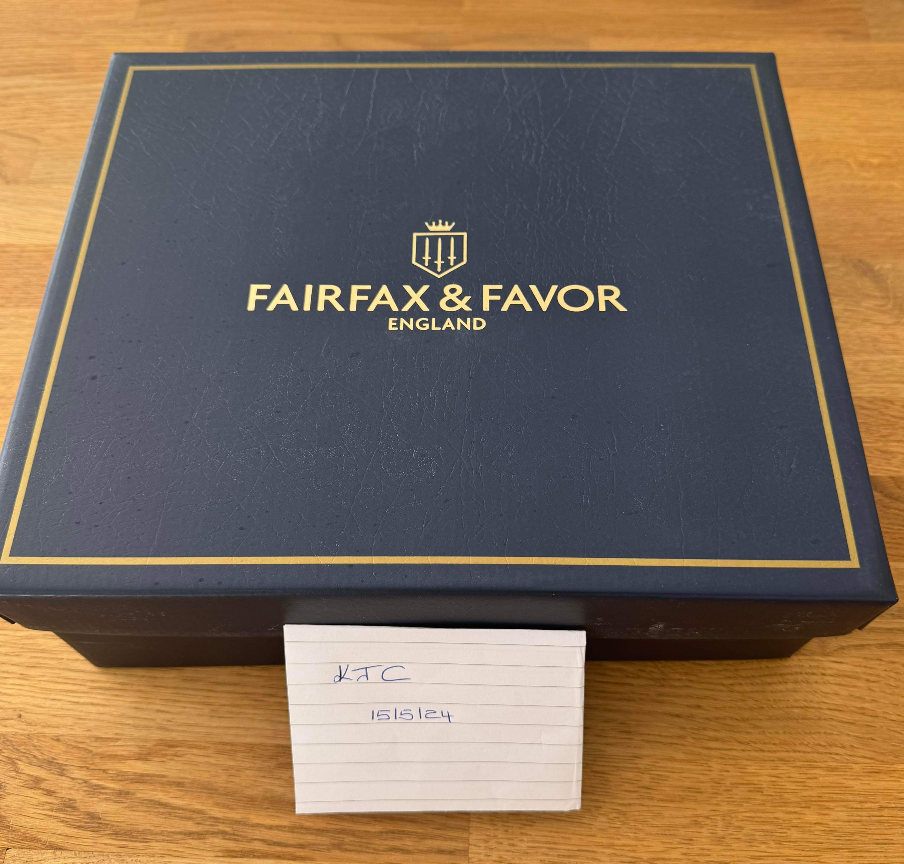 FAIRFAX & FAVOR
ENGLAND
KJC
15/5/24